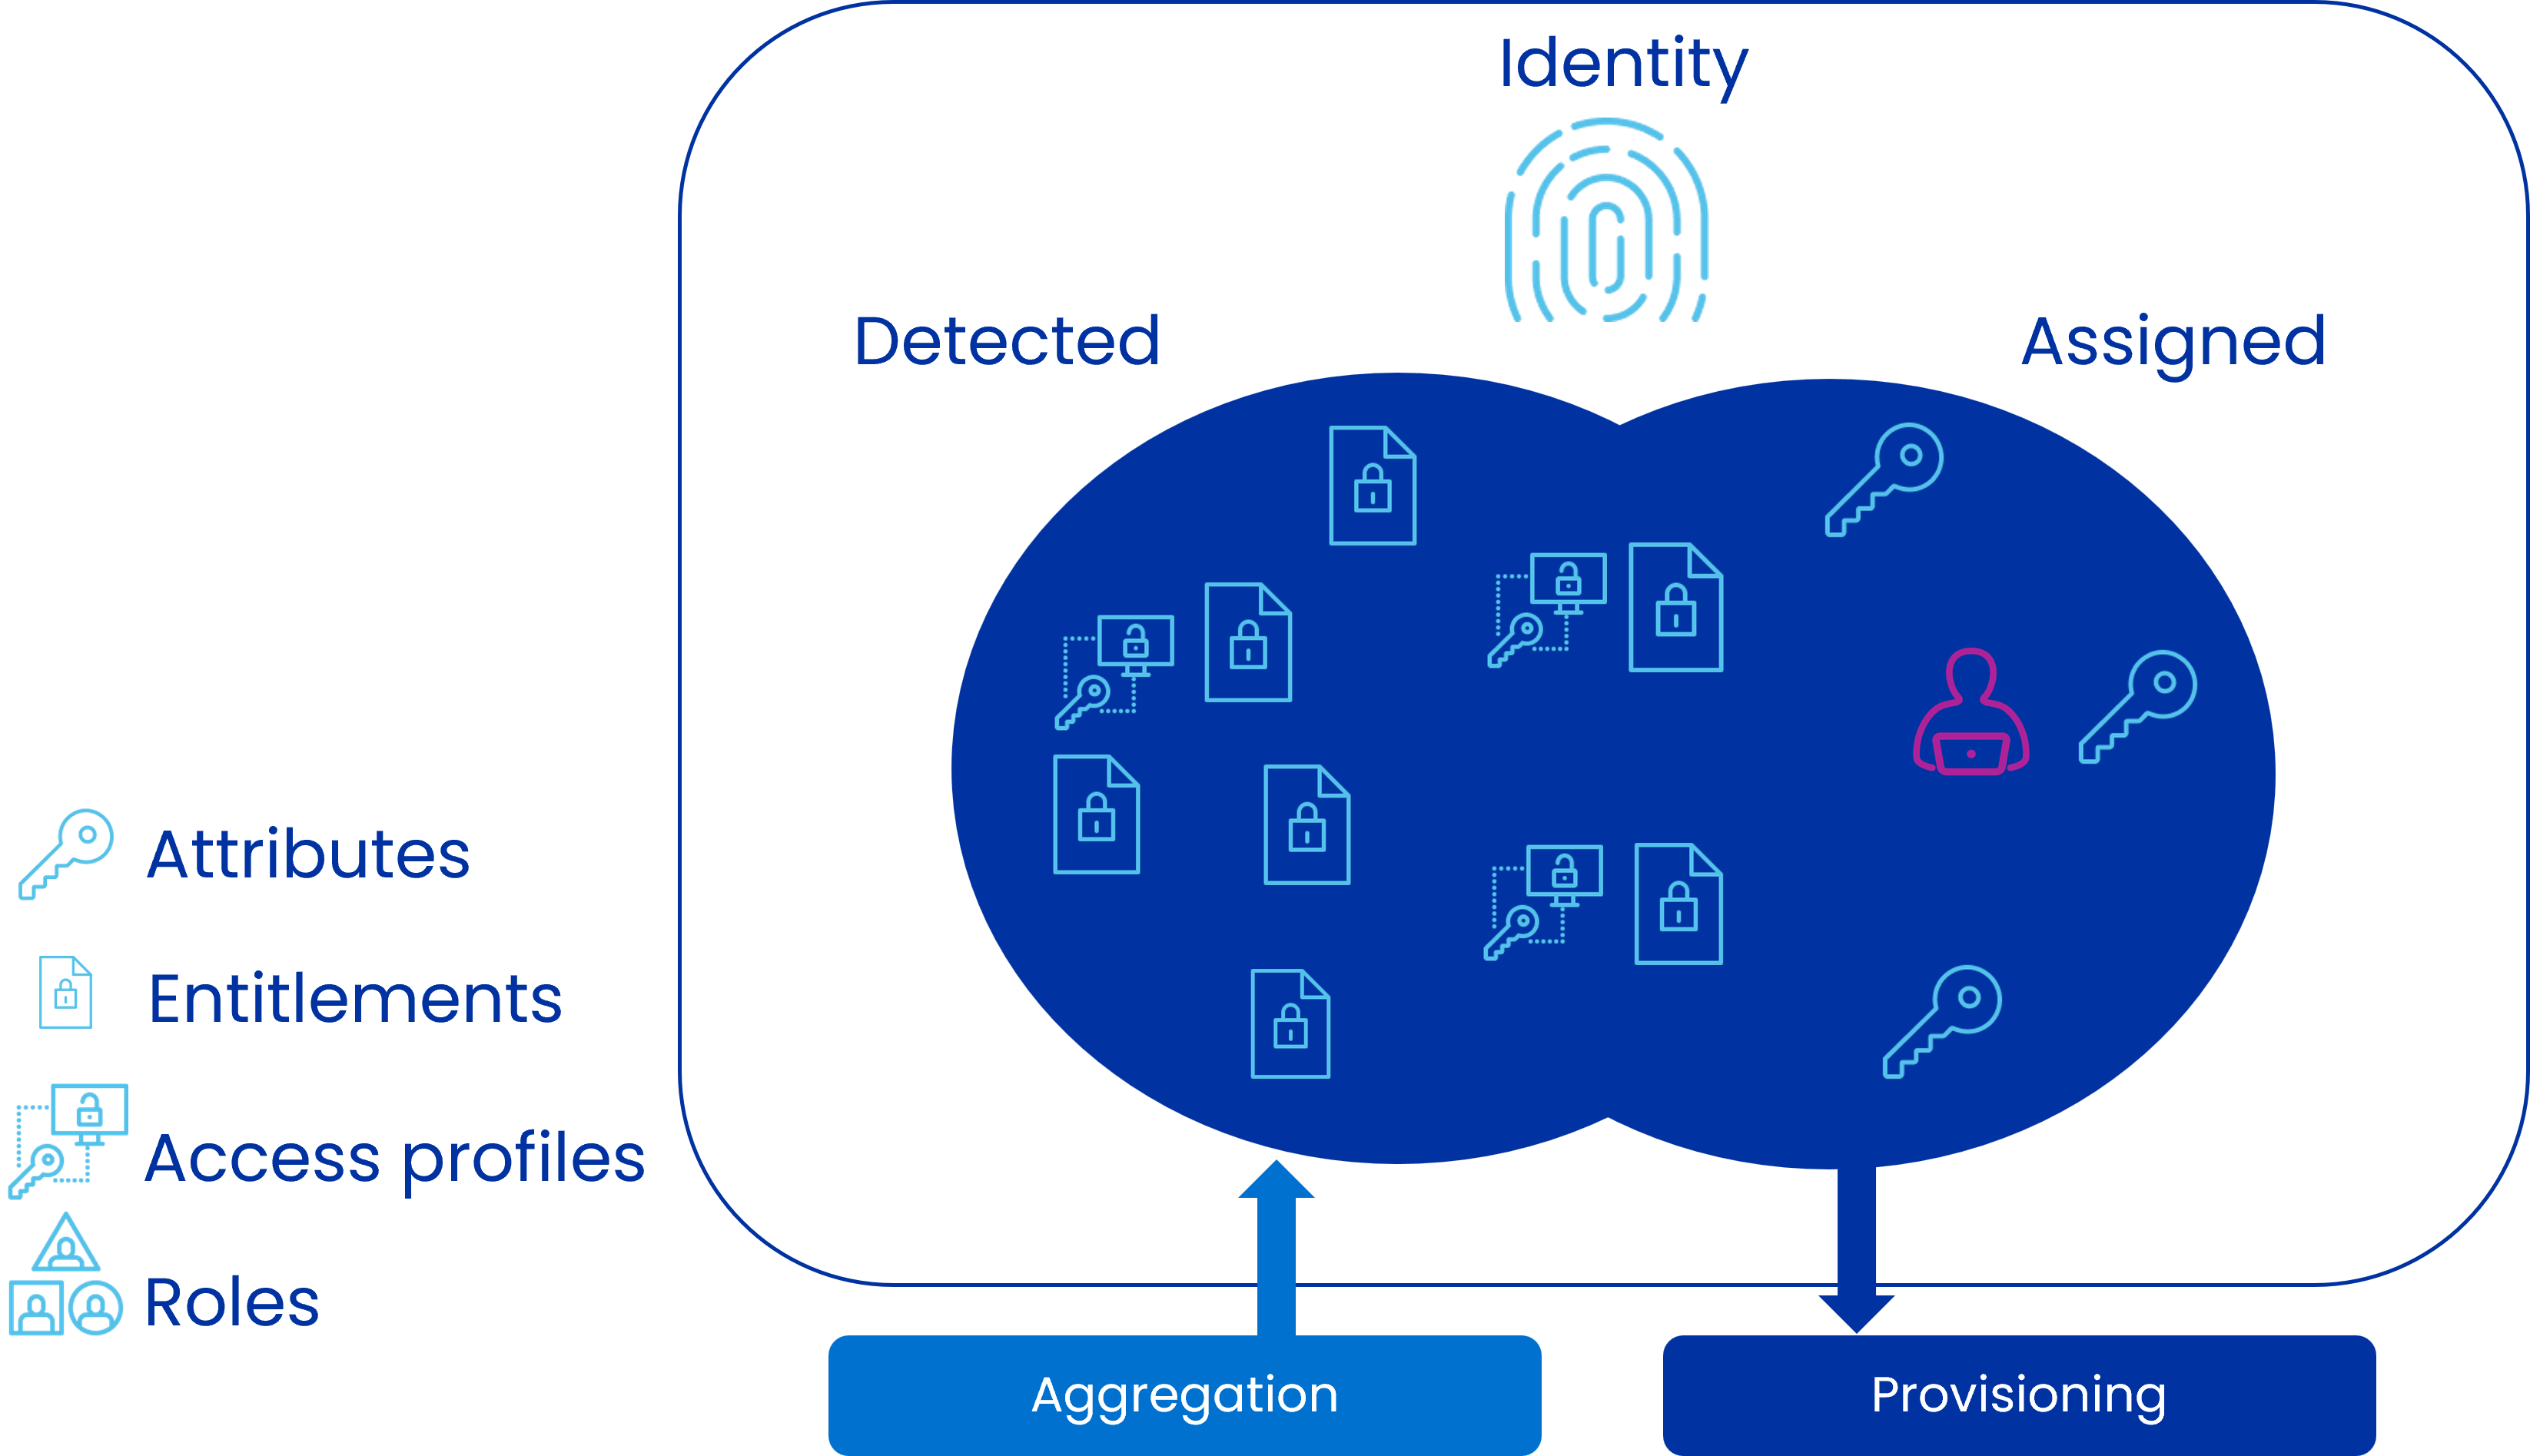 Identity
Detected
Assigned
Attributes
Entitlements
Access profiles
Roles
Aggregation
Provisioning